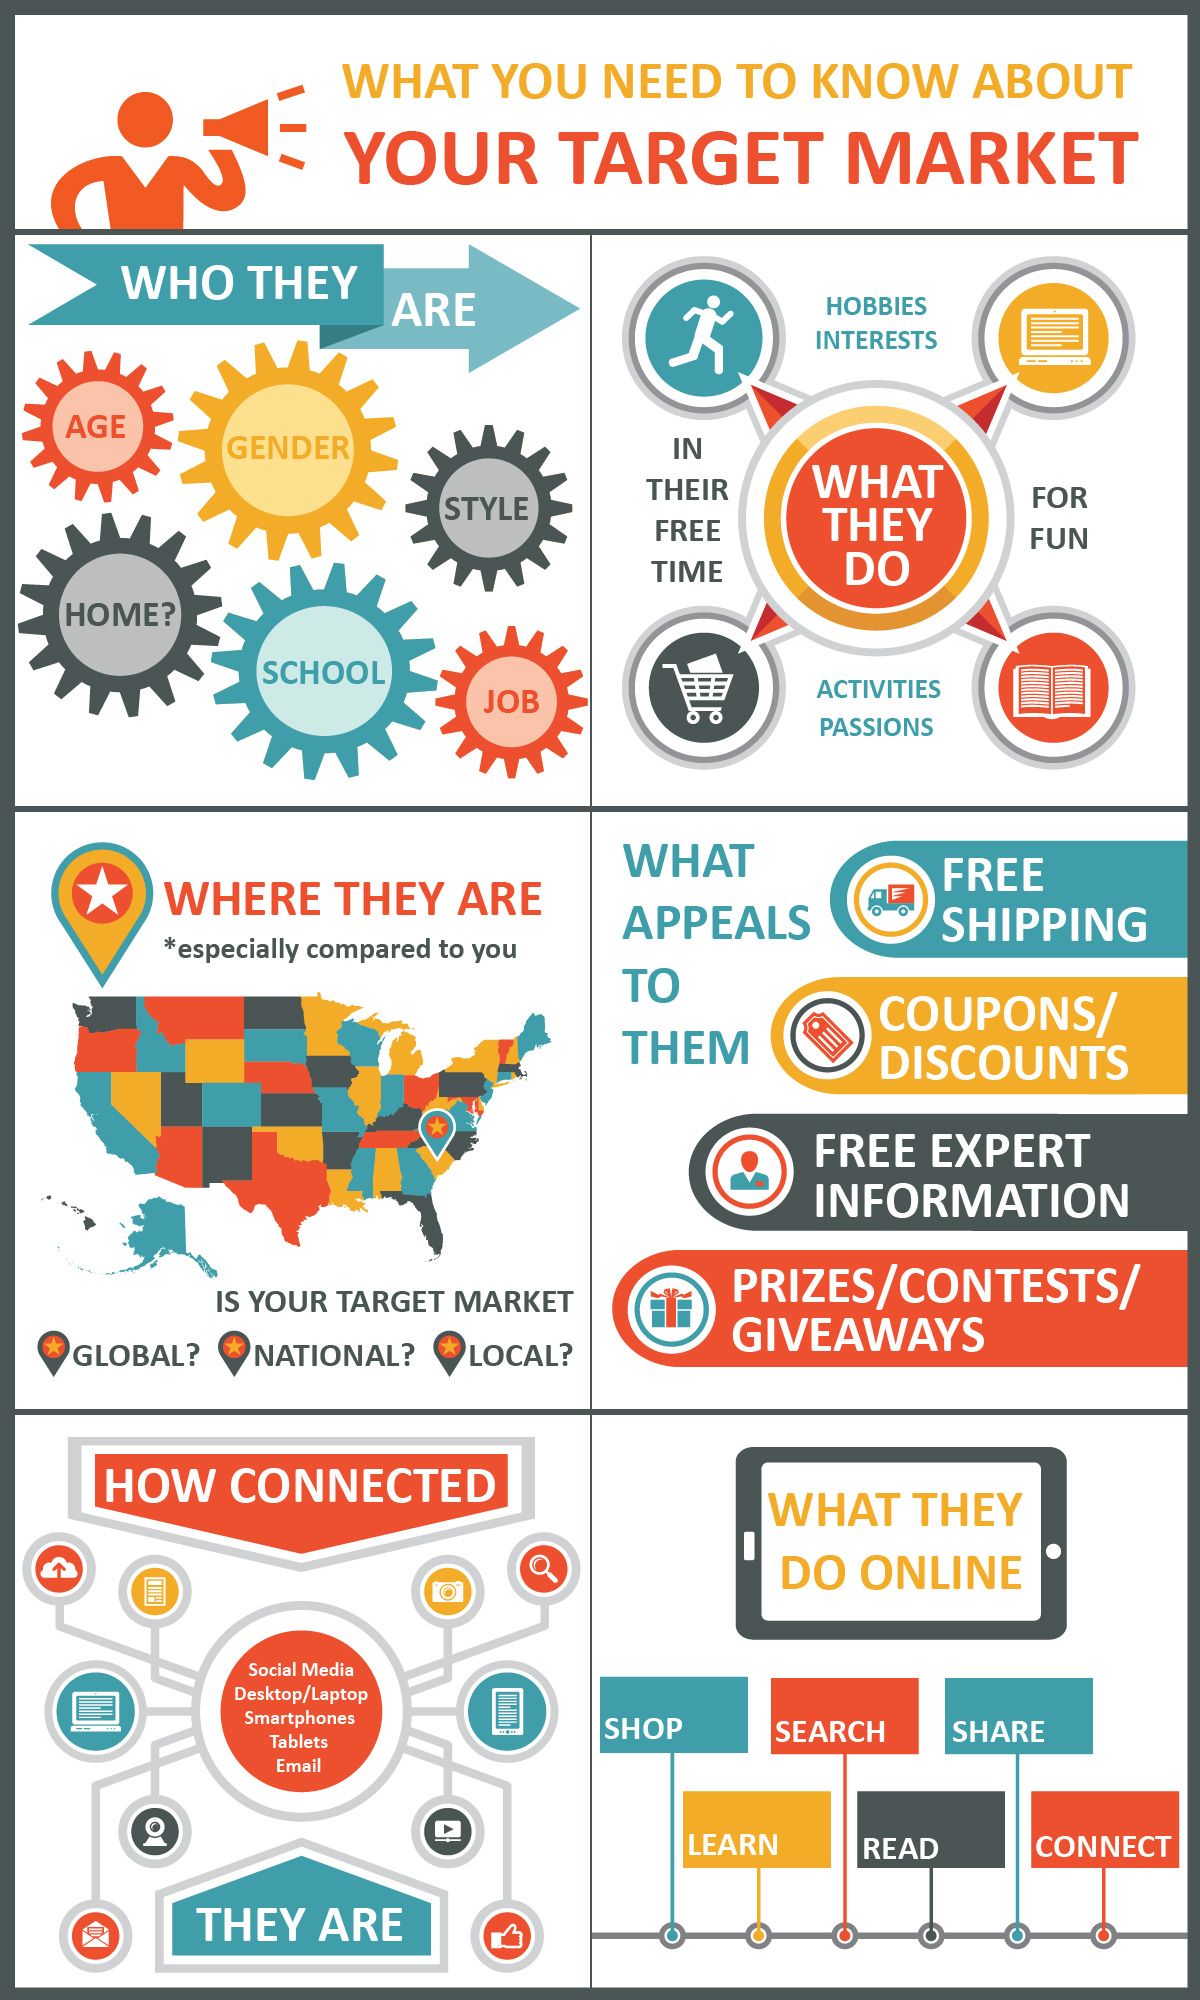 WHAT YOU NEED TO KNOW ABOUT
YOUR TARGET MARKET
WHO THEY
ARE
AGE
GENDER
STYLE
HOME?
SCHOOL
JOB
HOBBIES
INTERESTS
IN
THEIR
FREE
TIME
WHAT
THEY
DO
FOR
FUN
ACTIVITIES
PASSIONS
WHERE THEY ARE
*especially compared to you
IS YOUR TARGET MARKET
GLOBAL? NATIONAL? LOCAL?
WHAT
APPEALS
TO
THEM
FREE
SHIPPING
COUPONS/
DISCOUNTS
FREE EXPERT
INFORMATION
PRIZES/CONTESTS/
GIVEAWAYS
HOW CONNECTED
Social Media
Desktop/Laptop
Smartphones
Tablets
Email
THEY ARE
WHAT THEY
DO ONLINE
SHOP
SEARCH
SHARE
LEARN
READ
CONNECT